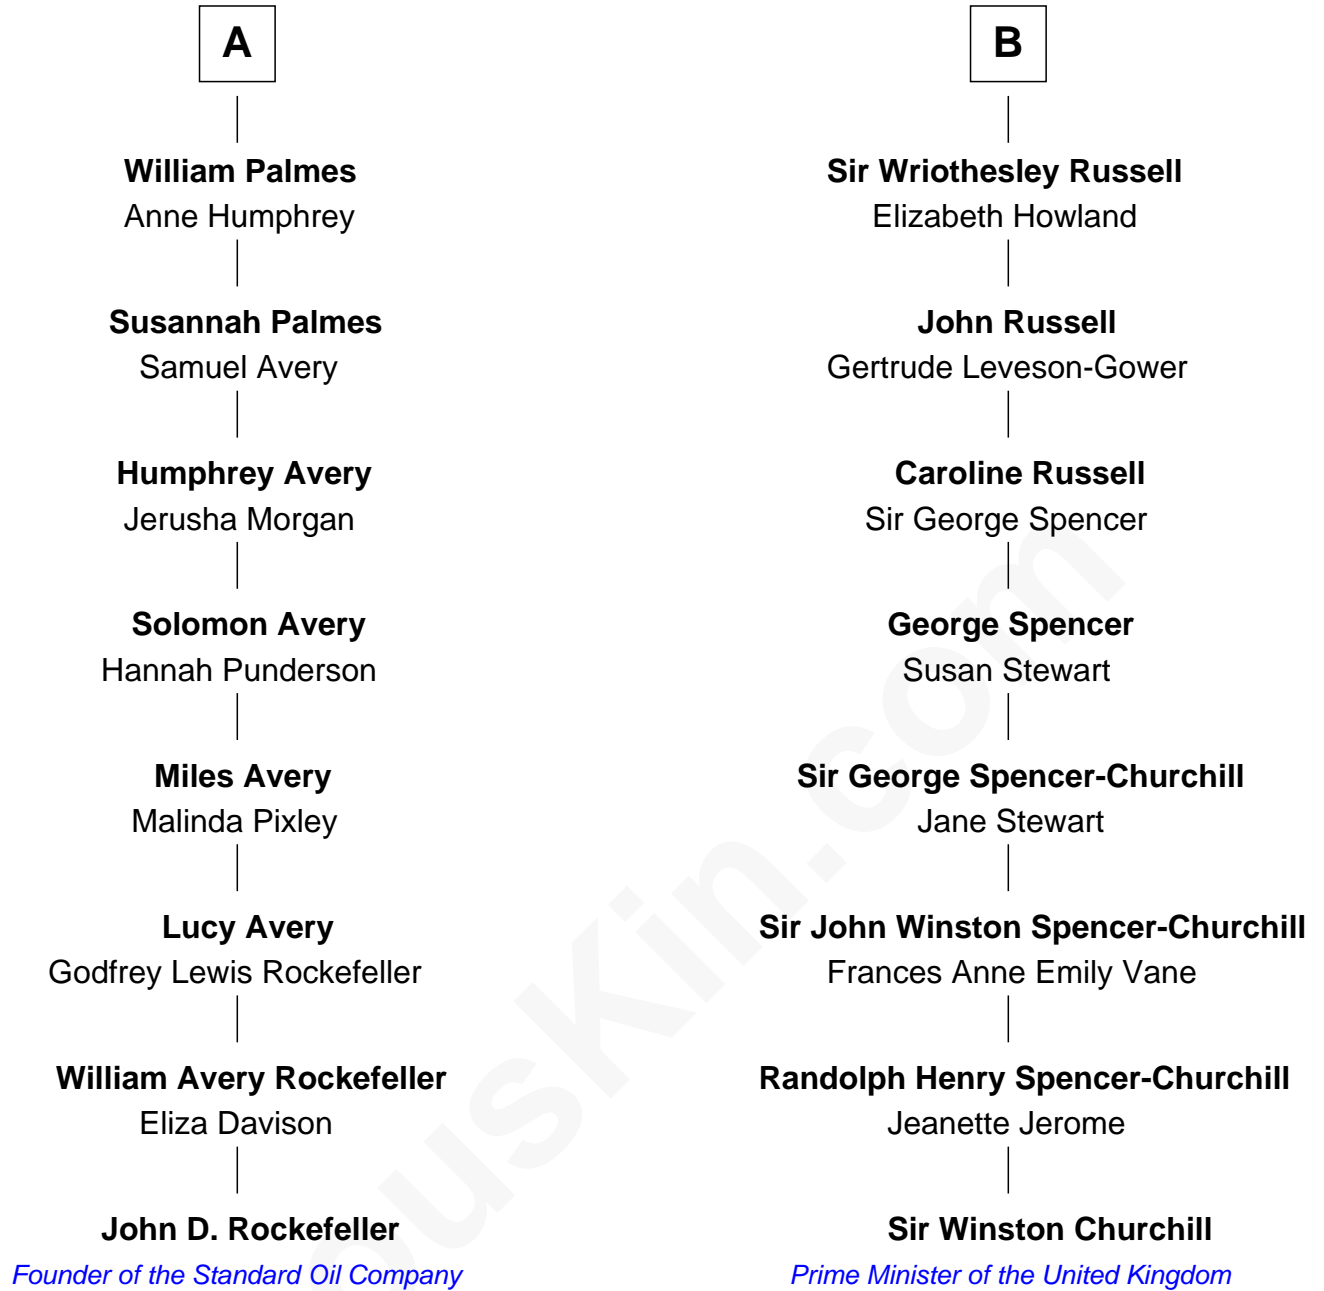 A
William Palmes
Anne Humphrey
Susannah Palmes
Samuel Avery
Humphrey Avery
Jerusha Morgan
Solomon Avery
Hannah Punderson
Miles Avery
Malinda Pixley
Lucy Avery
Godfrey Lewis Rockefeller
William Avery Rockefeller
Eliza Davison
John D. Rockefeller
Founder of the Standard Oil Company
B
Sir Wriothesley Russell
Elizabeth Howland
John Russell
Gertrude Leveson-Gower
Caroline Russell
Sir George Spencer
George Spencer
Susan Stewart
Sir George Spencer-Churchill
Jane Stewart
Sir John Winston Spencer-Churchill
Frances Anne Emily Vane
Randolph Henry Spencer-Churchill
Jeanette Jerome
Sir Winston Churchill
Prime Minister of the United Kingdom
ousKin.com